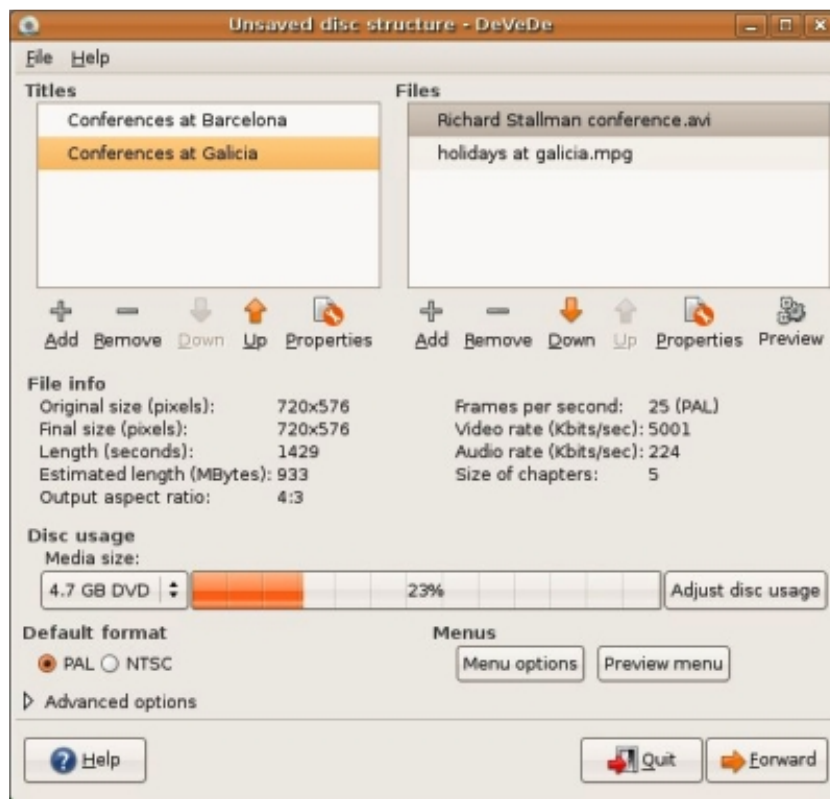 Unsaved disc structure - DeVeDe
File Help
Titles
Conferences at Barcelona
Conferences at Galicia
Add Remove Down Up Properties
Files
Richard Stallman conference.avi
holidays at galicia.mpg
Add Remove Down Up Properties Preview
File info
Original size (pixels): 720x576
Final size (pixels): 720x576
Length (seconds): 1429
Estimated length (MBytes): 933
Output aspect ratio: 4:3
Frames per second: 25 (PAL)
Video rate (Kbits/sec): 5001
Audio rate (Kbits/sec): 224
Size of chapters: 5
Disc usage
Media size:
4.7 GB DVD 23% Adjust disc usage
Default format
PAL NTSC
Menus
Menu options Preview menu
Advanced options
Help Quit Forward